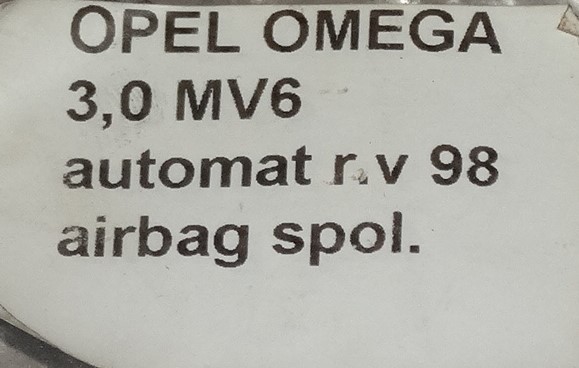 OPEL OMEGA
3,0 MV6
automat r.v 98
airbag spol.